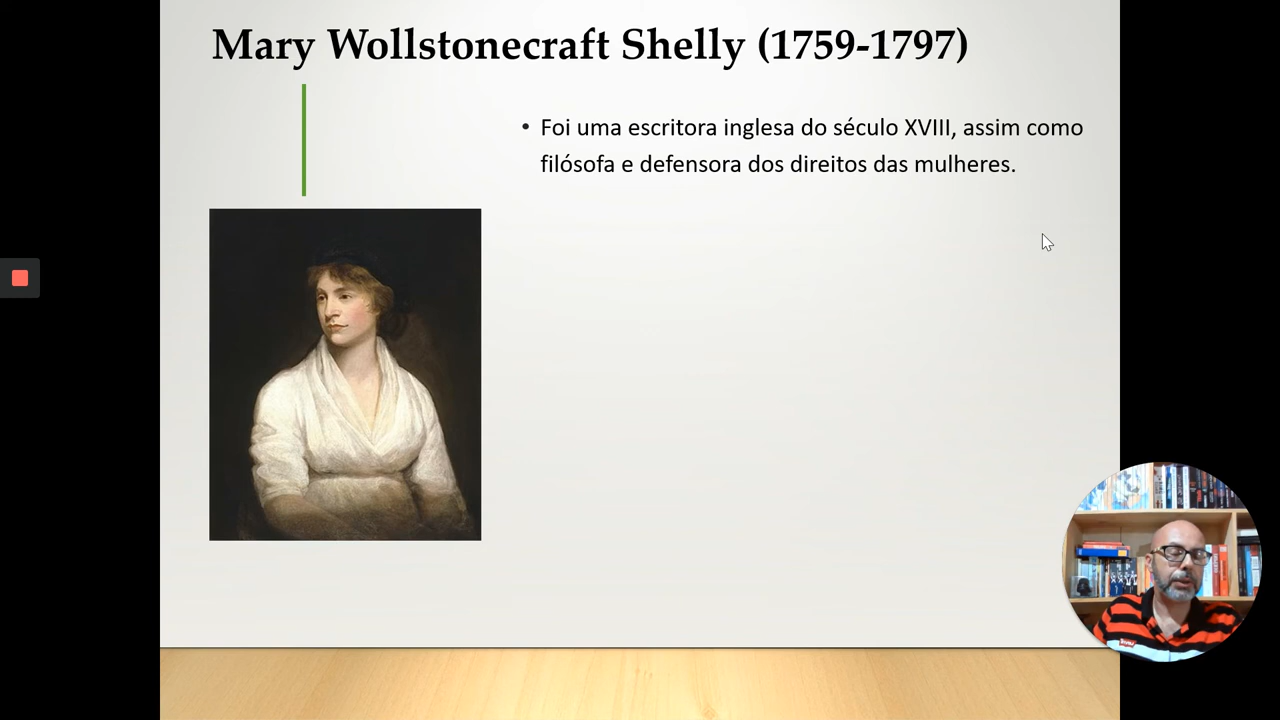 Mary Wollstonecraft Shelly (1759-1797)
• Foi uma escritora inglesa do século XVIII, assim como
filósofa e defensora dos direitos das mulheres.